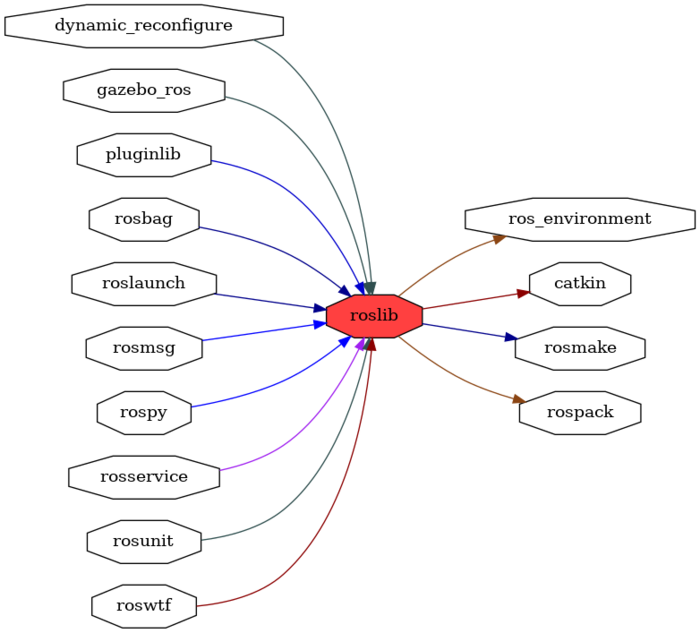 dynamic_reconfigure
gazebo_ros
pluginlib
rosbag
roslaunch
rosmsg
rospy
rosservice
rosunit
roswtf
roslib
ros_environment
catkin
rosmake
rospack